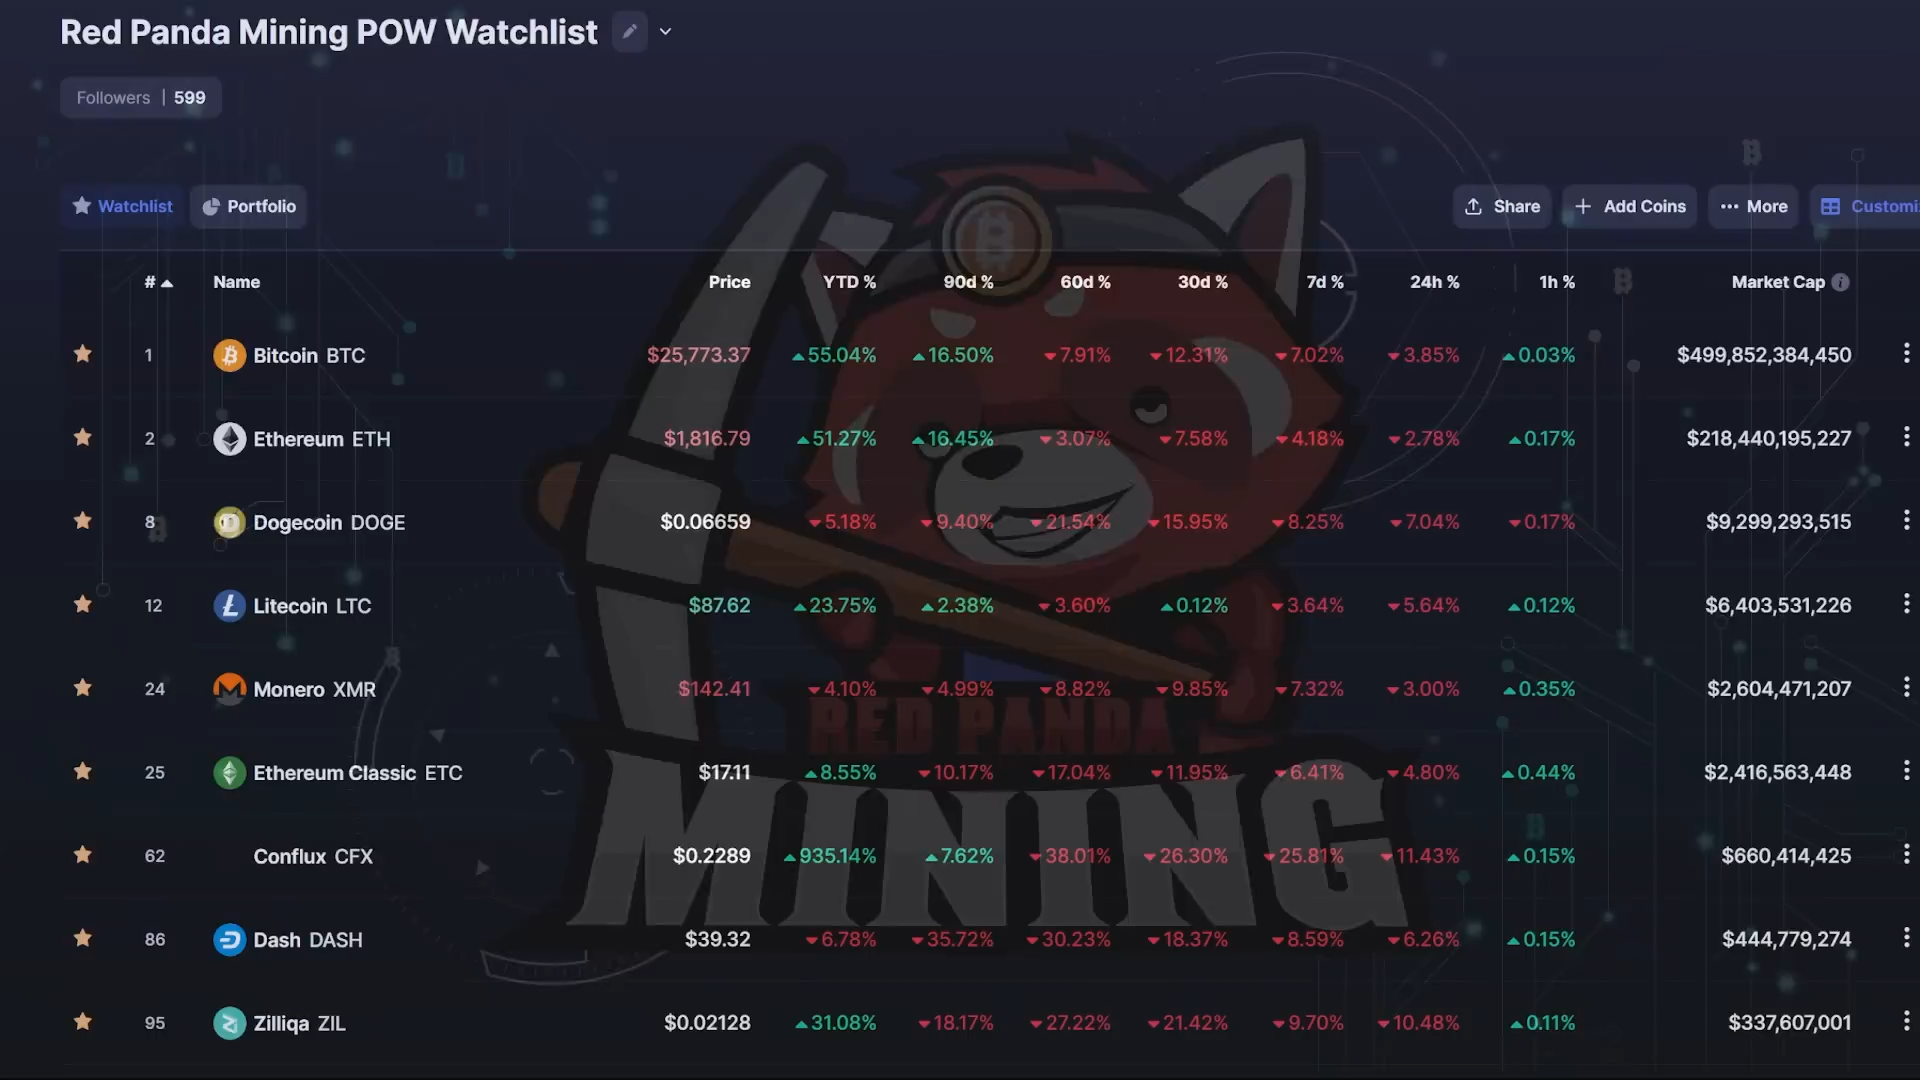 Red Panda Mining POW Watchlist
Followers | 599
Watchlist Portfolio Share + Add Coins ••• More Customi
# Name Price YTD % 90d % 60d % 30d % 7d % 24h % 1h % Market Cap
1 Bitcoin BTC $25,773.37 55.04% 16.50% 7.91% 12.31% 7.02% 3.85% 0.03% $499,852,384,450
2 Ethereum ETH $1,816.79 51.27% 16.45% 3.07% 7.58% 4.18% 2.78% 0.17% $218,440,195,227
8 Dogecoin DOGE $0.06659 5.18% 9.40% 21.54% 15.95% 8.25% 7.04% 0.17% $9,299,293,515
12 Litecoin LTC $87.62 23.75% 2.38% 3.60% 0.12% 3.64% 5.64% 0.12% $6,403,531,226
24 Monero XMR $142.41 4.10% 4.99% 8.82% 9.85% 7.32% 3.00% 0.35% $2,604,471,207
RED PANDA
25 Ethereum Classic ETC $17.11 8.55% 10.17% 17.04% 11.95% 6.41% 4.80% 0.44% $2,416,563,448
MINING
62 Conflux CFX $0.2289 935.14% 7.62% 38.01% 26.30% 25.81% 11.43% 0.15% $660,414,425
86 Dash DASH $39.32 6.78% 35.72% 30.23% 18.37% 8.59% 6.26% 0.15% $444,779,274
95 Zilliqa ZIL $0.02128 31.08% 18.17% 27.22% 21.42% 9.70% 10.48% 0.11% $337,607,001